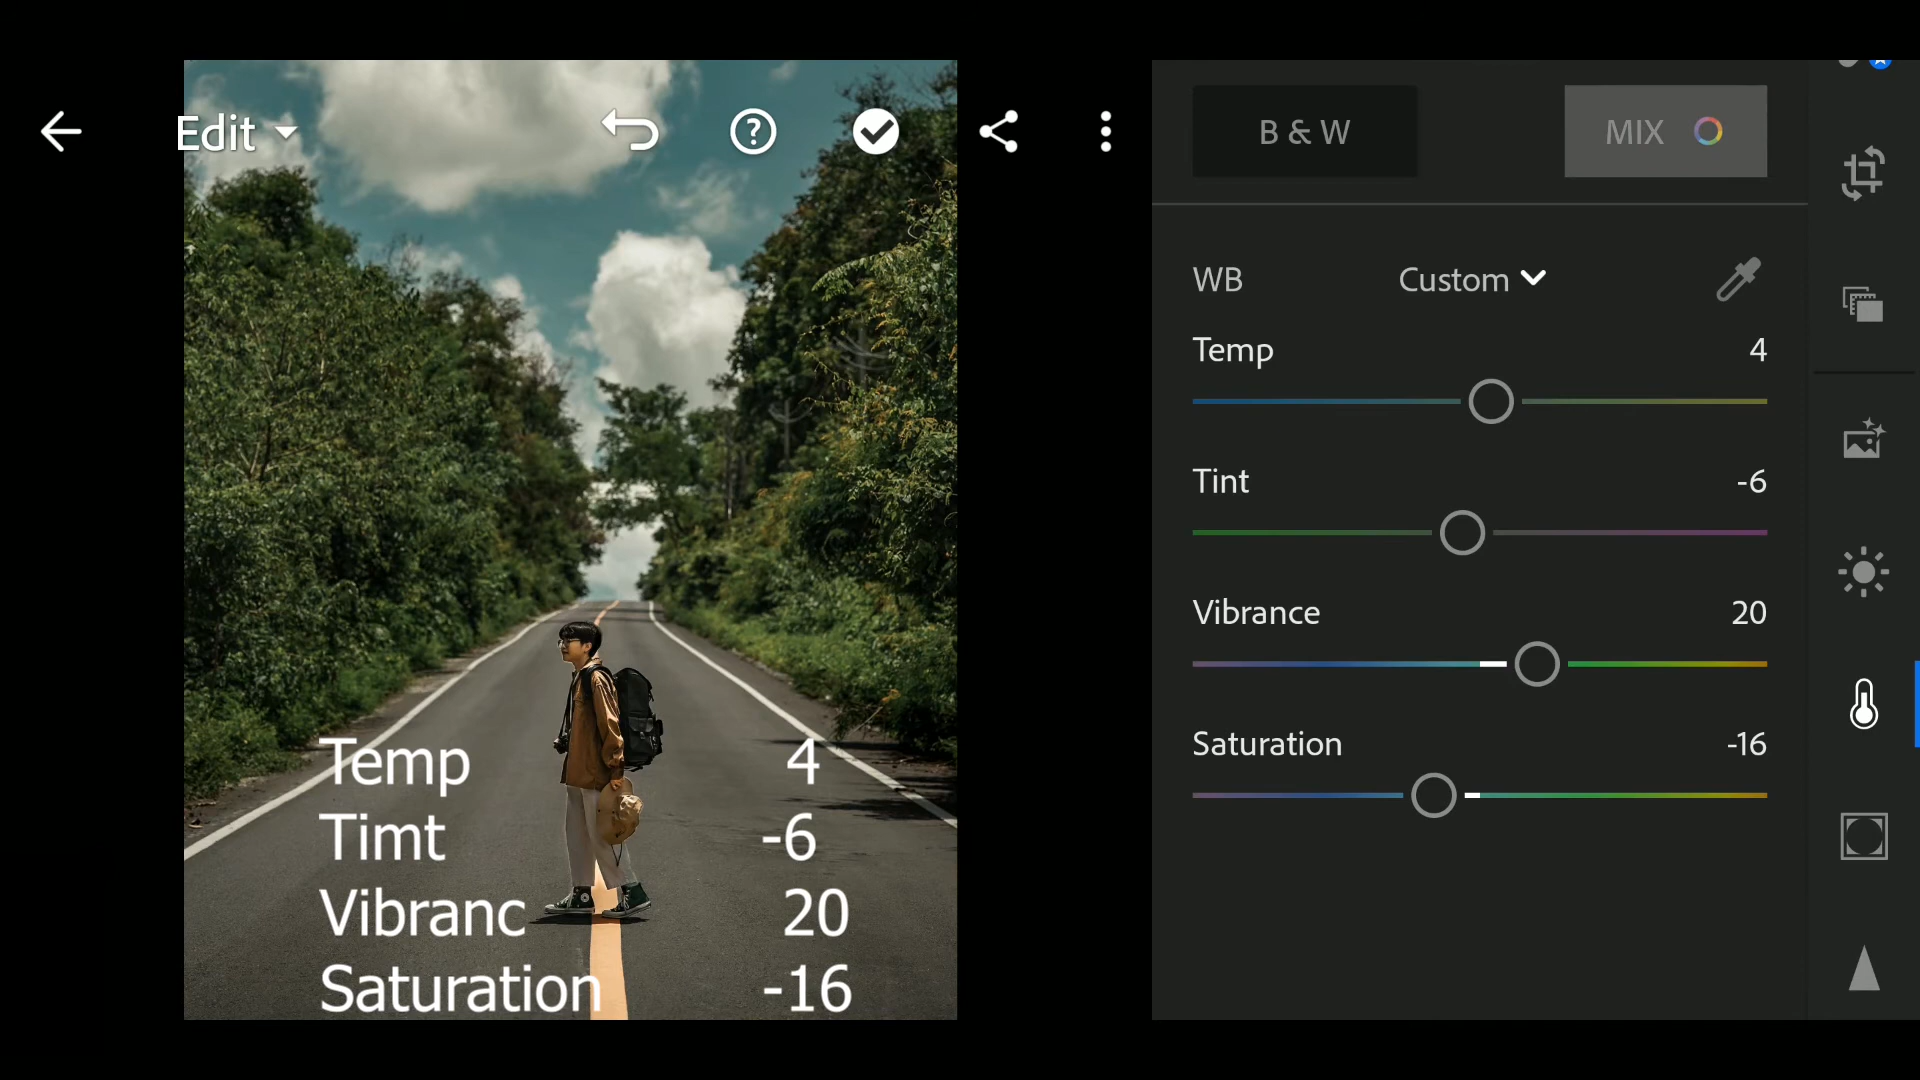 Edit
B & W
MIX
WB Custom
Temp 4
Tint -6
Vibrance 20
Saturation -16
Temp 4
Timt -6
Vibranc 20
Saturation -16